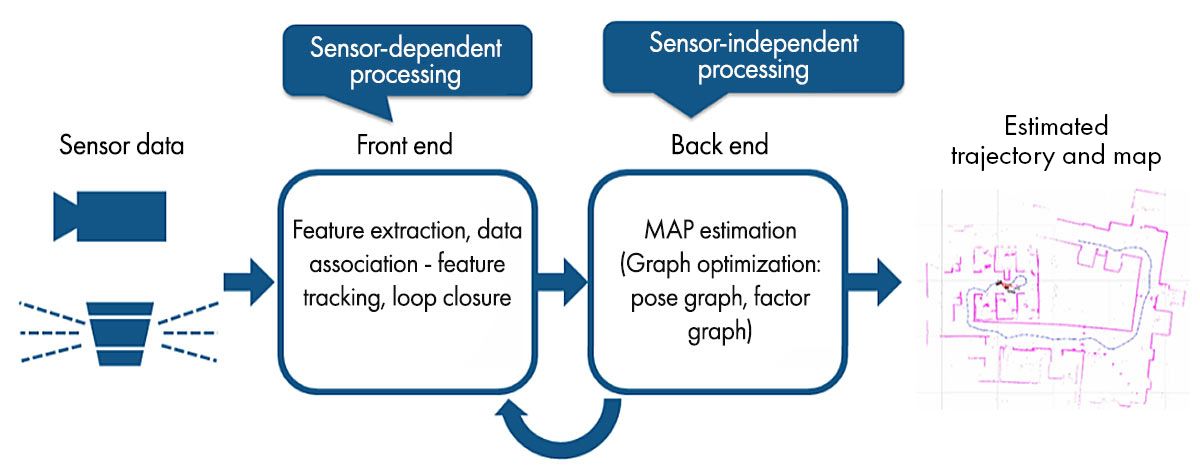 Sensor-dependent
processing
Sensor-independent
processing
Sensor data
Front end
Back end
Estimated
trajectory and map
Feature extraction, data
association - feature
tracking, loop closure
MAP estimation
(Graph optimization:
pose graph, factor
graph)